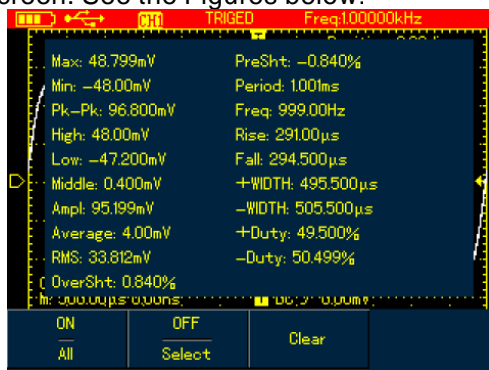 screen. See the Figures below:
CH1 TRIGED Freq:1.00000kHz
Max: 48.799mV PreSht: -0.840%
Min: -48.00mV Period: 1.001ms
Pk-Pk: 96.800mV Freq: 999.00Hz
High: 48.00mV Rise: 291.00µs
Low: -47.200mV Fall: 294.500µs
Middle: 0.400mV +WIDTH: 495.500µs
Ampl: 95.199mV -WIDTH: 505.500µs
Average: 4.00mV +Duty: 49.500%
RMS: 33.812mV -Duty: 50.499%
OverSht: 0.840%
ON OFF Clear
All Select